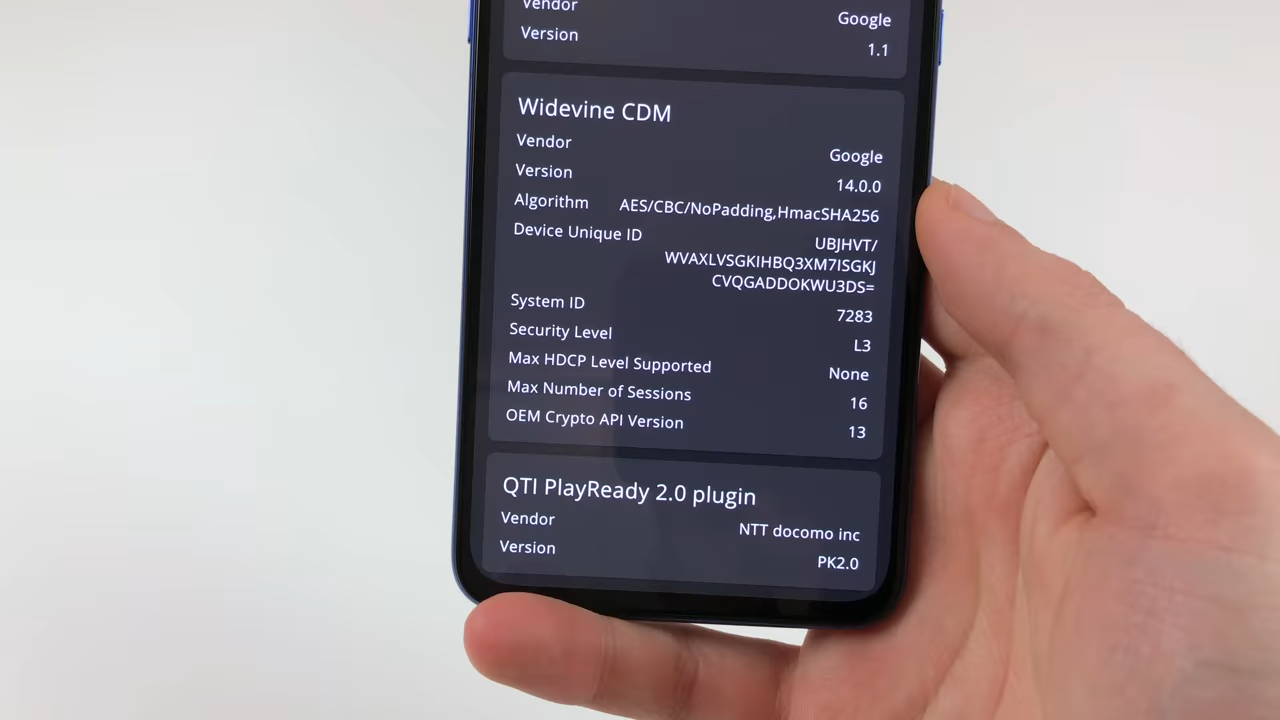 Vendor Google
Version 1.1
Widevine CDM
Vendor Google
Version 14.0.0
Algorithm AES/CBC/NoPadding,HmacSHA256
Device Unique ID UBJHVT/
WVAXLVSGKIHBQ3XM7ISGKJ
CVQGADDOKWU3DS=
System ID 7283
Security Level L3
Max HDCP Level Supported None
Max Number of Sessions 16
OEM Crypto API Version 13
QTI PlayReady 2.0 plugin
Vendor NTT docomo inc
Version PK2.0